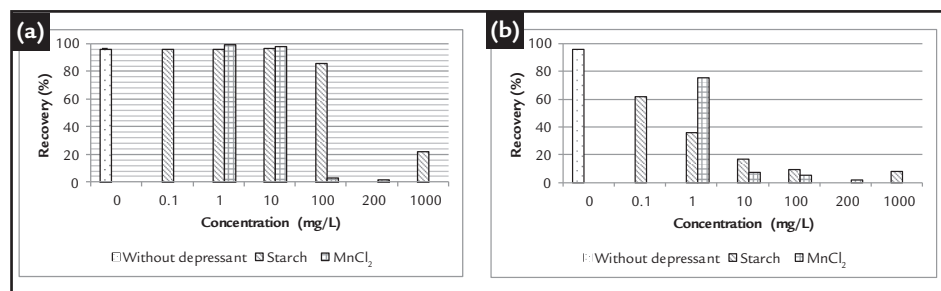 (a)
Recovery (%)
100
80
60
40
20
0
0 0.1 1 10 100 200 1000
Concentration (mg/L)
Without depressant Starch MnCl₂
(b)
Recovery (%)
100
80
60
40
20
0
0 0.1 1 10 100 200 1000
Concentration (mg/L)
Without depressant Starch MnCl₂